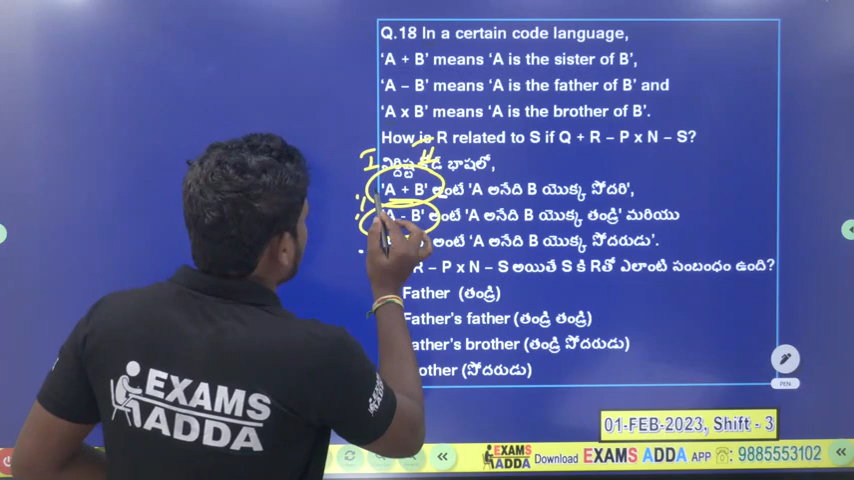 Q.18 In a certain code language,
'A + B' means 'A is the sister of B',
'A – B' means 'A is the father of B' and
'A x B' means 'A is the brother of B'.
How is R related to S if Q + R – P x N – S?
I H
నిర్దిష్ట కోడ్ భాషలో,
'A + B' అంటే 'A అనేది B యొక్క సోదరి',
'A - B' అంటే 'A అనేది B యొక్క తండ్రి' మరియు
అంటే 'A అనేది B యొక్క సోదరుడు'.
R – P x N – S అయితే S కి Rతో ఎలాంటి సంబంధం ఉంది?
Father (తండ్రి)
Father's father (తండ్రి తండ్రి)
ather's brother (తండ్రి సోదరుడు)
other (సోదరుడు)
PEN
EXAMS
ADDA
01-FEB-2023, Shift - 3
EXAMS ADDA Download EXAMS ADDA APP ☎: 9885553102